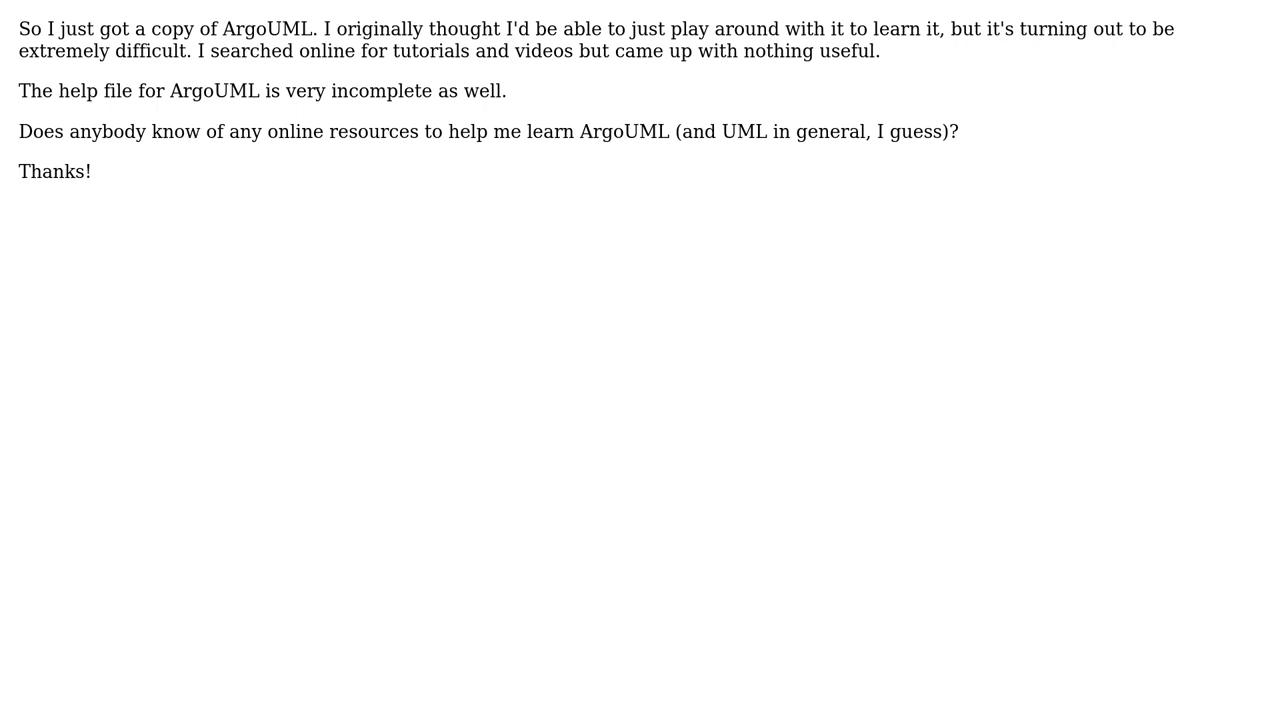 So I just got a copy of ArgoUML. I originally thought I'd be able to just play around with it to learn it, but it's turning out to be
extremely difficult. I searched online for tutorials and videos but came up with nothing useful.
The help file for ArgoUML is very incomplete as well.
Does anybody know of any online resources to help me learn ArgoUML (and UML in general, I guess)?
Thanks!